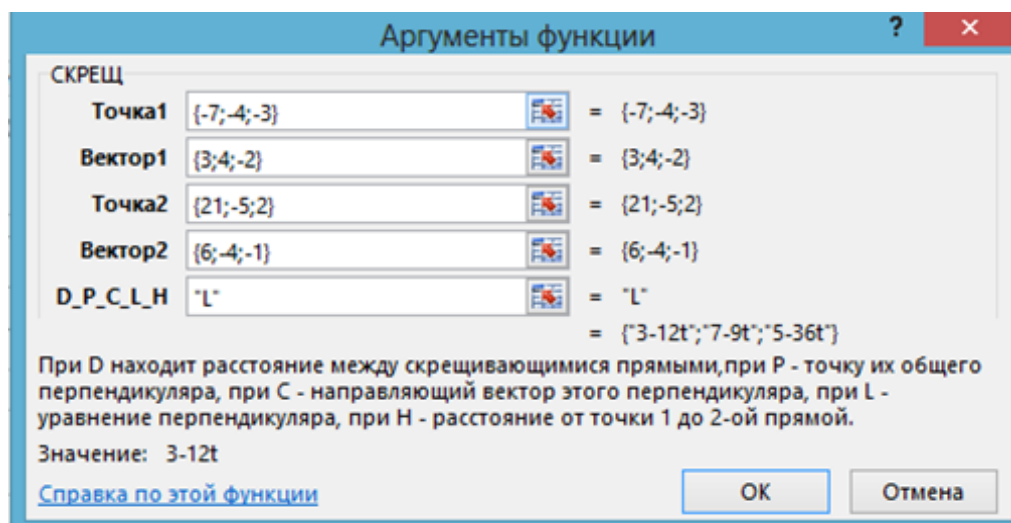 Аргументы функции ? ×
СКРЕЩ
Точка1 {-7;-4;-3} = {-7;-4;-3}
Вектор1 {3;4;-2} = {3;4;-2}
Точка2 {21;-5;2} = {21;-5;2}
Вектор2 {6;-4;-1} = {6;-4;-1}
D_P_C_L_H "L" = "L"
= {"3-12t";"7-9t";"5-36t"}
При D находит расстояние между скрещивающимися прямыми,при P - точку их общего
перпендикуляра, при C - направляющий вектор этого перпендикуляра, при L -
уравнение перпендикуляра, при H - расстояние от точки 1 до 2-ой прямой.
Значение: 3-12t
Справка по этой функции OK Отмена